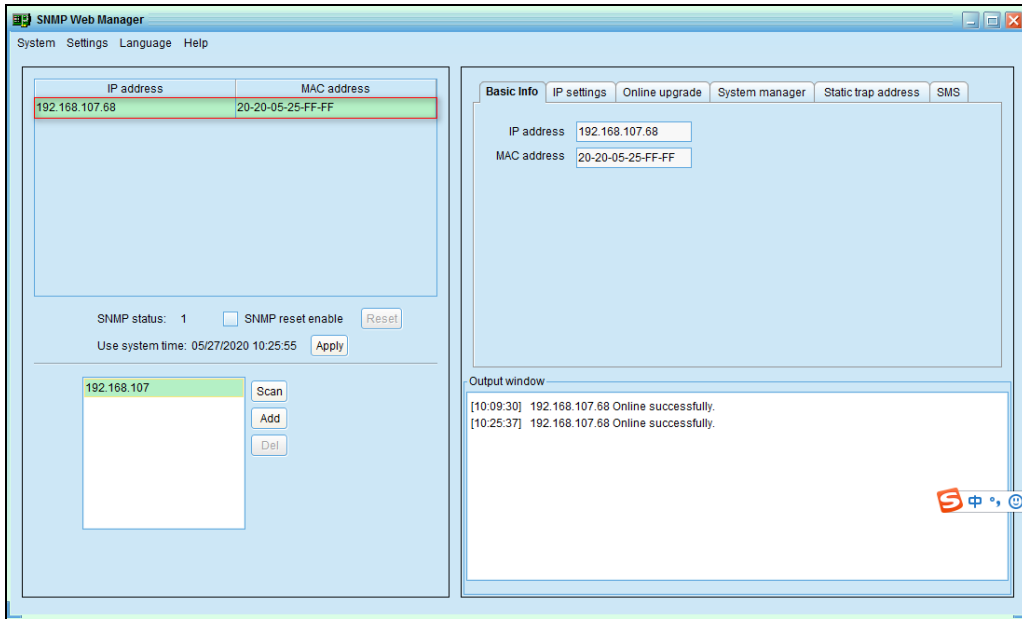 SNMP Web Manager
System Settings Language Help
IP address MAC address
192.168.107.68 20-20-05-25-FF-FF
SNMP status: 1 SNMP reset enable Reset
Use system time: 05/27/2020 10:25:55 Apply
192.168.107
Scan
Add
Del
Basic Info IP settings Online upgrade System manager Static trap address SMS
IP address 192.168.107.68
MAC address 20-20-05-25-FF-FF
Output window
[10:09:30] 192.168.107.68 Online successfully.
[10:25:37] 192.168.107.68 Online successfully.
S 中 °,